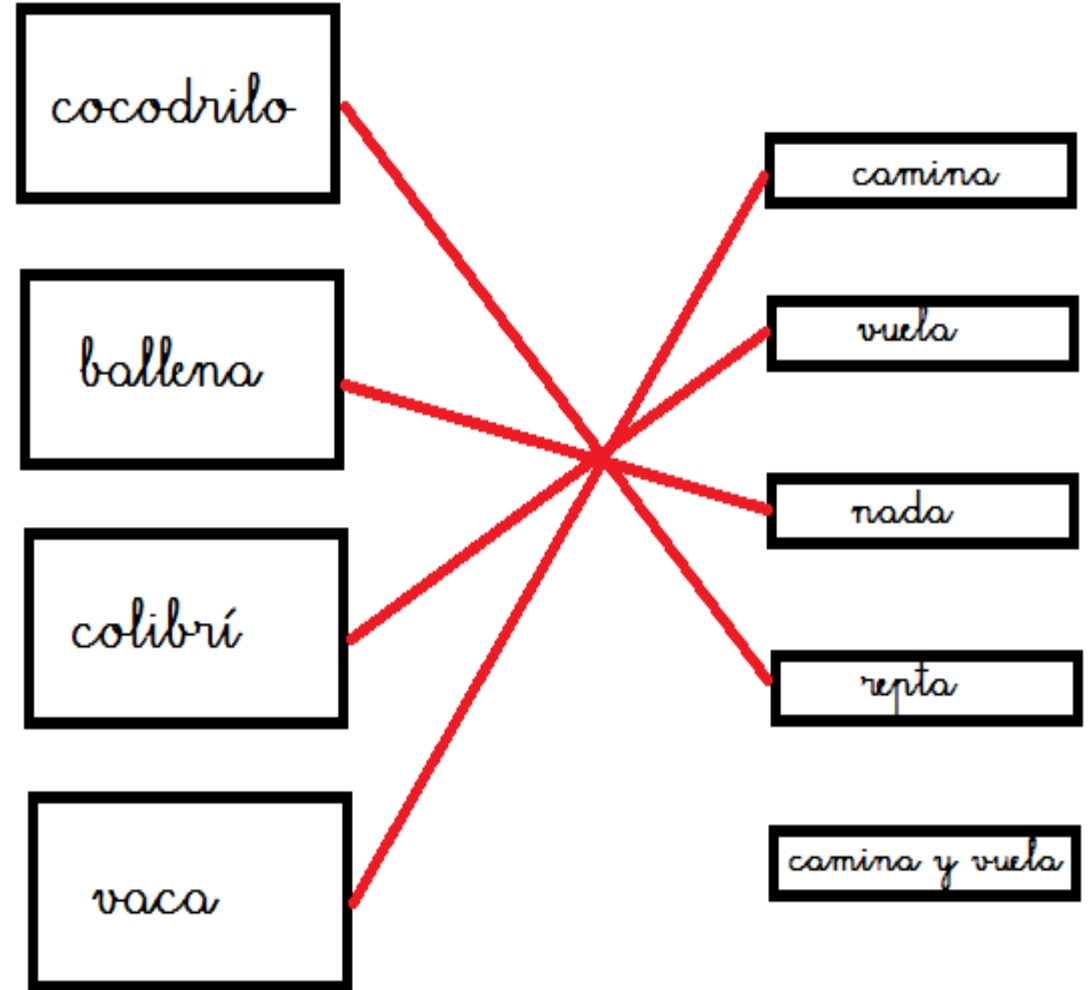 cocodrilo
ballena
colibrí
vaca
camina
vuela
nada
repta
camina y vuela